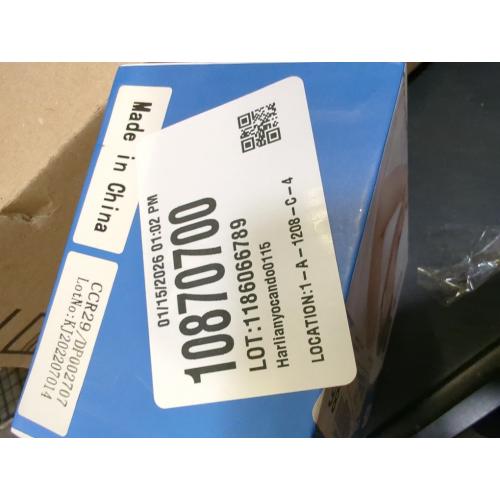 Made in China
CCR29/DP002707
LotNo:KJ202207014
01/15/2026 01:02 PM
10870700
LOT:1186066789
Harlianyocando0115
LOCATION:1-A-1208-C-4